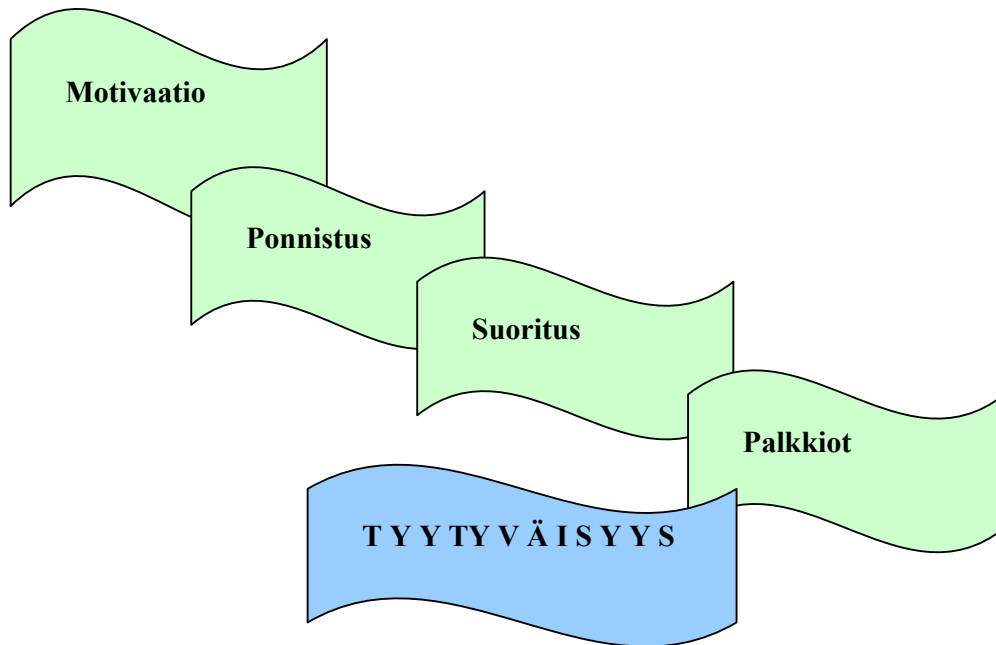 Motivaatio
Ponnistus
Suoritus
Palkkiot
T Y Y TY V Ä I S Y Y S